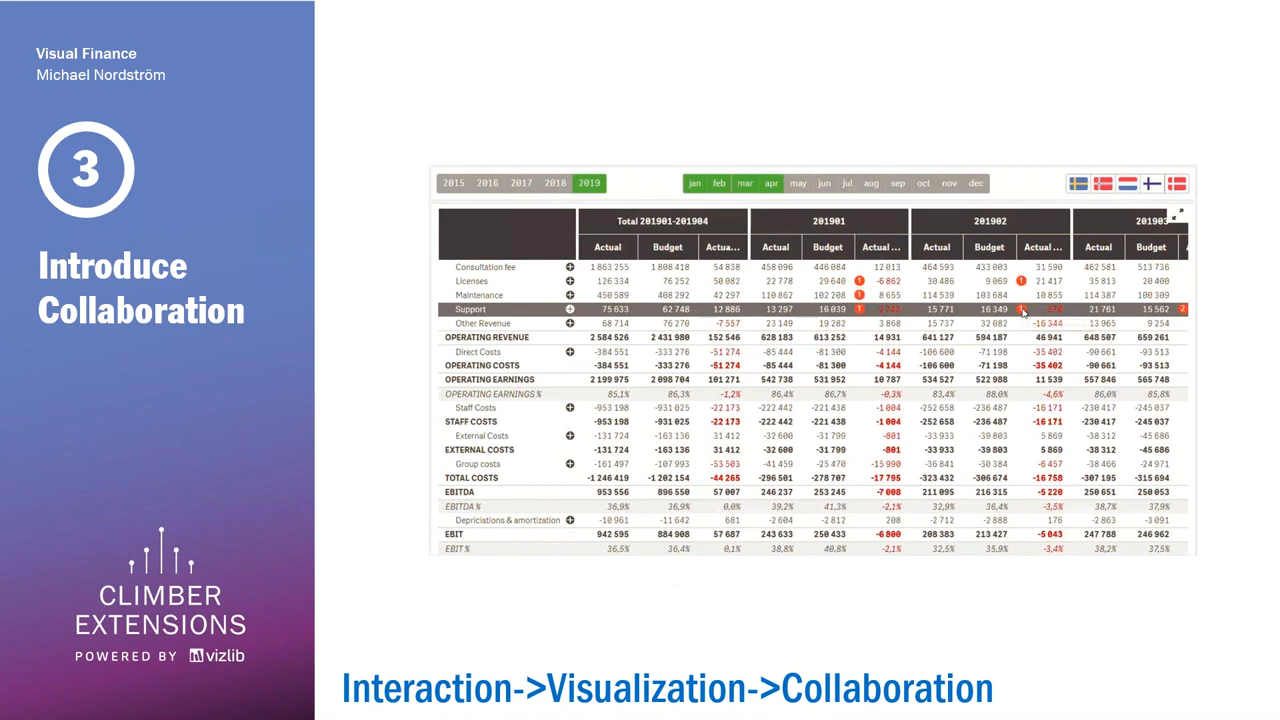 Visual Finance
Michael Nordström
3
Introduce
Collaboration
CLIMBER
EXTENSIONS
POWERED BY vizlib
2015 2016 2017 2018 2019 jan feb mar apr may jun jul aug sep oct nov dec
Total 201901-201904 201901 201902 201903
Actual Budget Actua... Actual Budget Actual ... Actual Budget Actual ... Actual Budget
Consultation fee 1 863 255 1 808 418 54 838 458 096 446 084 12 013 464 593 433 003 31 590 462 581 513 736
Licenses 126 334 76 252 50 082 22 778 29 640 1 -6 862 30 486 9 069 1 21 417 35 813 20 400
Maintenance 450 589 408 292 42 297 110 862 102 208 1 8 655 114 539 103 684 10 855 114 387 100 309
Support 75 633 62 748 12 886 13 297 16 039 1 15 771 16 349 21 761 15 562 2
Other Revenue 68 714 76 270 -7 557 23 149 19 282 3 868 15 737 32 082 -16 344 13 965 9 254
OPERATING REVENUE 2 584 526 2 431 980 152 546 628 183 613 252 14 931 641 127 594 187 46 941 648 507 659 261
Direct Costs -384 551 -333 276 -51 274 -85 444 -81 300 -4 144 -106 600 -71 198 -35 402 -90 661 -93 513
OPERATING COSTS -384 551 -333 276 -51 274 -85 444 -81 300 -4 144 -106 600 -71 198 -35 402 -90 661 -93 513
OPERATING EARNINGS 2 199 975 2 098 704 101 271 542 738 531 952 10 787 534 527 522 988 11 539 557 846 565 748
OPERATING EARNINGS % 85,1% 86,3% -1,2% 86,4% 86,7% -0,3% 83,4% 88,0% -4,6% 86,0% 85,8%
Staff Costs -953 198 -931 025 -22 173 -222 442 -221 438 -1 004 -252 658 -236 487 -16 171 -230 417 -245 037
STAFF COSTS -953 198 -931 025 -22 173 -222 442 -221 438 -1 004 -252 658 -236 487 -16 171 -230 417 -245 037
External Costs -131 724 -163 136 31 412 -32 600 -31 799 -801 -33 933 -39 803 5 869 -38 312 -45 686
EXTERNAL COSTS -131 724 -163 136 31 412 -32 600 -31 799 -801 -33 933 -39 803 5 869 -38 312 -45 686
Group costs -161 497 -107 993 -53 503 -41 459 -25 470 -15 990 -36 841 -30 384 -6 457 -38 466 -24 971
TOTAL COSTS -1 246 419 -1 202 154 -44 265 -296 501 -278 707 -17 795 -323 432 -306 674 -16 758 -307 195 -315 694
EBITDA 953 556 896 550 57 007 246 237 253 245 -7 008 211 095 216 315 -5 220 250 651 250 053
EBITDA % 36,9% 36,9% 0,0% 39,2% 41,3% -2,1% 32,9% 36,4% -3,5% 38,7% 37,9%
Depriciations & amortization -10 961 -11 642 681 -2 604 -2 812 208 -2 712 -2 888 176 -2 863 -3 091
EBIT 942 595 884 908 57 687 243 633 250 433 -6 800 208 383 213 427 -5 043 247 788 246 962
EBIT % 36,5% 36,4% 0,1% 38,8% 40,8% -2,1% 32,5% 35,9% -3,4% 38,2% 37,5%
Interaction->Visualization->Collaboration